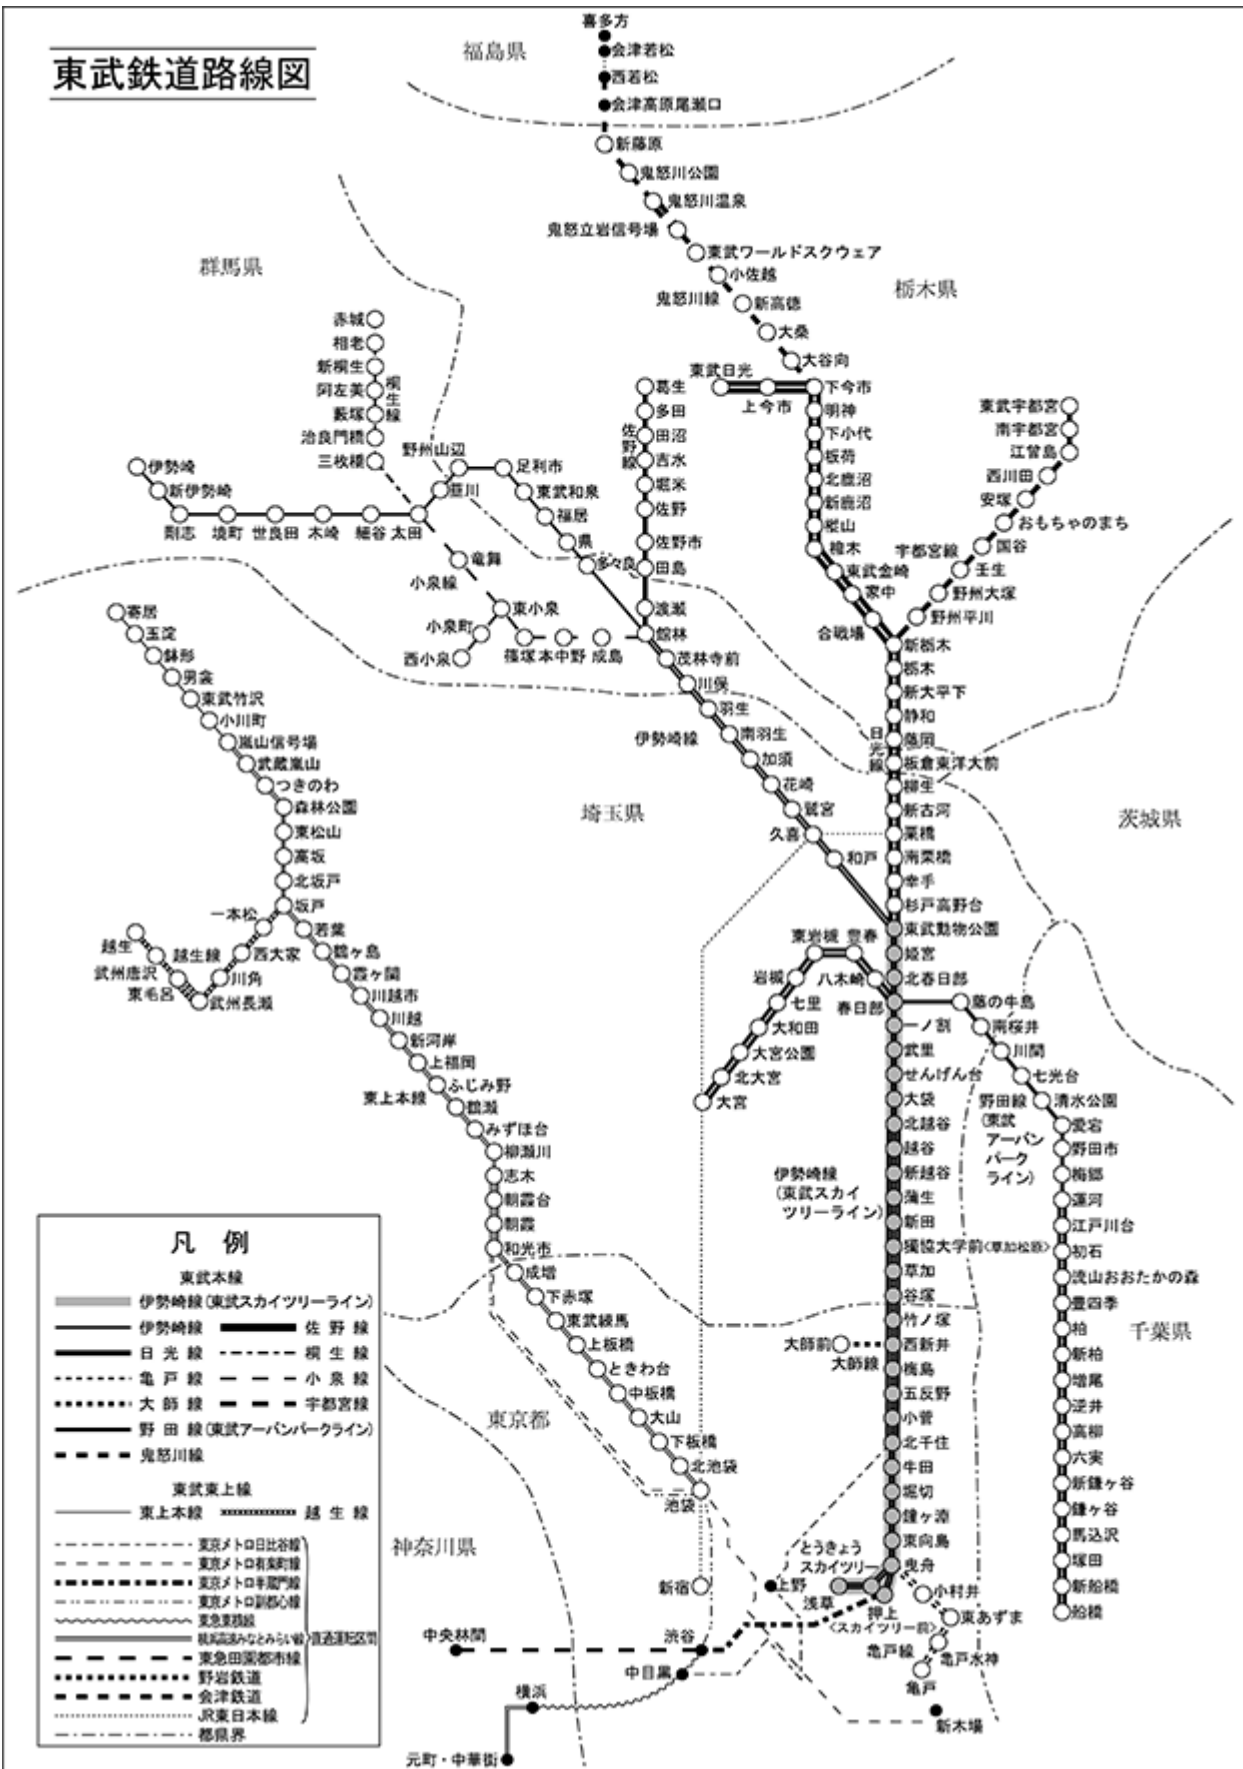 東武鉄道路線図
福島県
喜多方
会津若松
西若松
会津高原尾瀬口
新藤原
鬼怒川公園
鬼怒川温泉
鬼怒立岩信号場
東武ワールドスクウェア
小佐越
鬼怒川線
新高徳
大桑
大谷向
栃木県
群馬県
赤城
相老
新桐生
阿左美
桐生線
藪塚
治良門橋
三枚橋
東武日光
上今市
下今市
明神
下小代
板荷
北鹿沼
新鹿沼
樅山
楡木
東武金崎
家中
合戦場
新栃木
東武宇都宮
南宇都宮
江曽島
西川田
安塚
おもちゃのまち
国谷
宇都宮線
壬生
野州大塚
野州平川
葛生
多田
田沼
佐野線
吉水
堀米
佐野
佐野市
田島
渡瀬
館林
伊勢崎
新伊勢崎
剛志
境町
世良田
木崎
細谷
太田
韮川
野州山辺
足利市
東武和泉
福居
県
多々良
竜舞
小泉線
東小泉
小泉町
西小泉
篠塚
本中野
成島
茂林寺前
川俣
羽生
南羽生
伊勢崎線
加須
花崎
鷲宮
久喜
和戸
栃木
新大平下
静和
日光線
藤岡
板倉東洋大前
柳生
新古河
栗橋
南栗橋
幸手
杉戸高野台
東武動物公園
姫宮
北春日部
春日部
埼玉県
茨城県
寄居
玉淀
鉢形
男衾
東武竹沢
小川町
嵐山信号場
武蔵嵐山
つきのわ
森林公園
東松山
高坂
北坂戸
坂戸
一本松
西大家
川角
武州長瀬
東毛呂
武州唐沢
越生
越生線
若葉
鶴ヶ島
霞ヶ関
川越市
川越
新河岸
上福岡
ふじみ野
東上本線
鶴瀬
みずほ台
柳瀬川
志木
朝霞台
朝霞
和光市
成増
下赤塚
東武練馬
上板橋
ときわ台
中板橋
大山
下板橋
北池袋
池袋
東岩槻
豊春
八木崎
岩槻
七里
大和田
大宮公園
北大宮
大宮
藤の牛島
南桜井
川間
七光台
清水公園
野田線
(東武
アーバン
パーク
ライン)
愛宕
野田市
梅郷
運河
江戸川台
初石
流山おおたかの森
豊四季
柏
新柏
増尾
逆井
高柳
六実
新鎌ヶ谷
鎌ヶ谷
馬込沢
塚田
新船橋
船橋
千葉県
一ノ割
武里
せんげん台
大袋
北越谷
越谷
新越谷
蒲生
新田
伊勢崎線
(東武スカイ
ツリーライン)
獨協大学前<草加松原>
草加
谷塚
竹ノ塚
西新井
大師前
大師線
梅島
五反野
小菅
北千住
牛田
堀切
鐘ヶ淵
東向島
曳舟
とうきょう
スカイツリー
浅草
押上
<スカイツリー前>
小村井
東あずま
亀戸線
亀戸水神
亀戸
東京都
神奈川県
新宿
上野
渋谷
中央林間
中目黒
横浜
元町・中華街
新木場
凡例
東武本線
伊勢崎線(東武スカイツリーライン)
伊勢崎線
佐野線
日光線
桐生線
亀戸線
小泉線
大師線
宇都宮線
野田線(東武アーバンパークライン)
鬼怒川線
東武東上線
東上本線
越生線
東京メトロ日比谷線
東京メトロ有楽町線
東京メトロ半蔵門線
東京メトロ副都心線
東急東横線
横浜高速みなとみらい線
直通運転区間
東急田園都市線
野岩鉄道
会津鉄道
JR東日本線
都県界